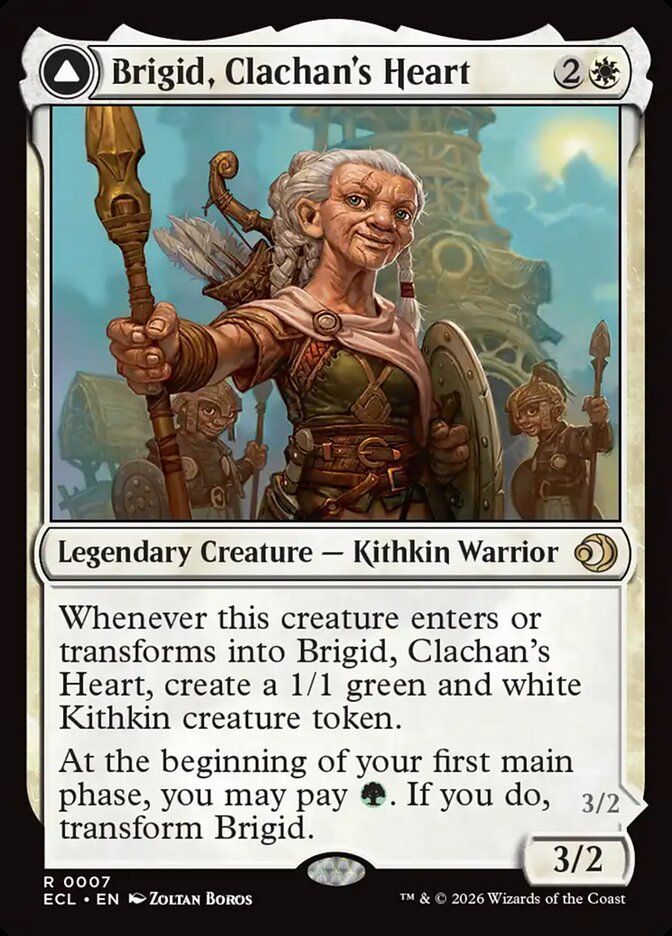 Brigid, Clachan's Heart 2
Legendary Creature — Kithkin Warrior
Whenever this creature enters or
transforms into Brigid, Clachan's
Heart, create a 1/1 green and white
Kithkin creature token.
At the beginning of your first main
phase, you may pay . If you do,
transform Brigid.
3/2
3/2
R 0007
ECL • EN Zoltan Boros
™ & © 2026 Wizards of the Coast